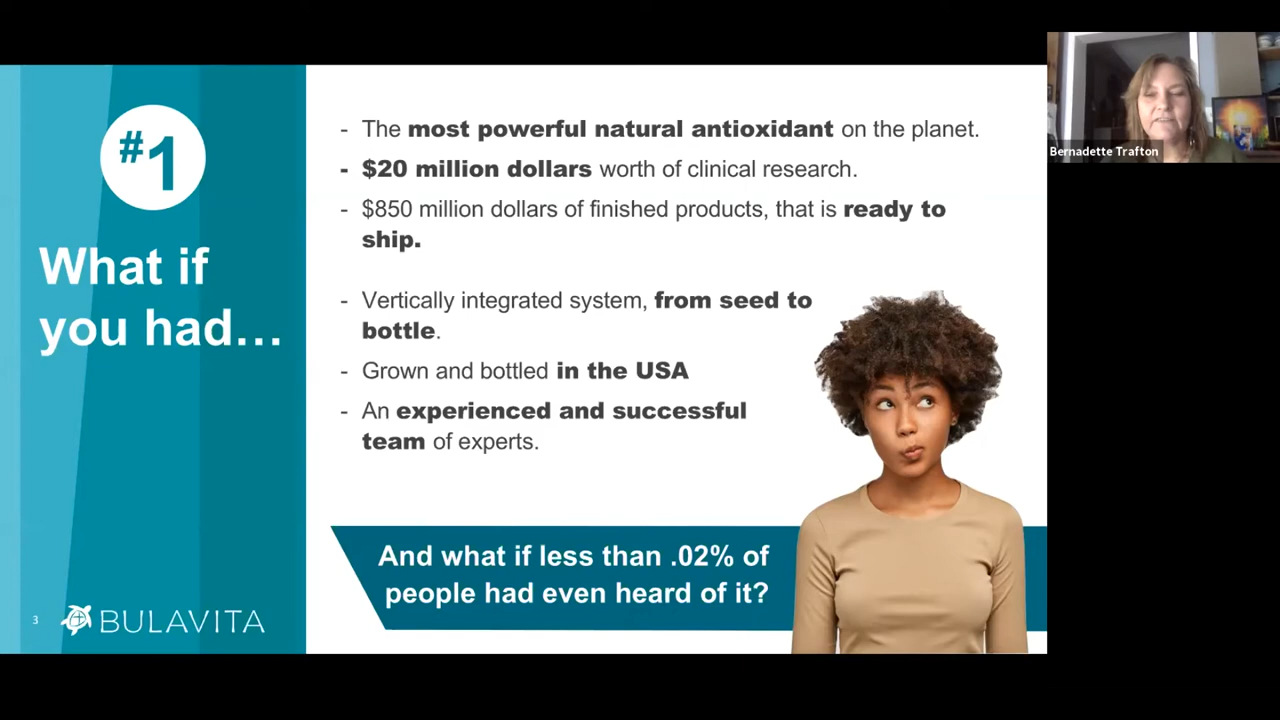 #1
What if
you had...
- The most powerful natural antioxidant on the planet.
- $20 million dollars worth of clinical research.
- $850 million dollars of finished products, that is ready to
ship.
- Vertically integrated system, from seed to
bottle.
- Grown and bottled in the USA
- An experienced and successful
team of experts.
And what if less than .02% of
people had even heard of it?
3
BULAVITA
Bernadette Trafton